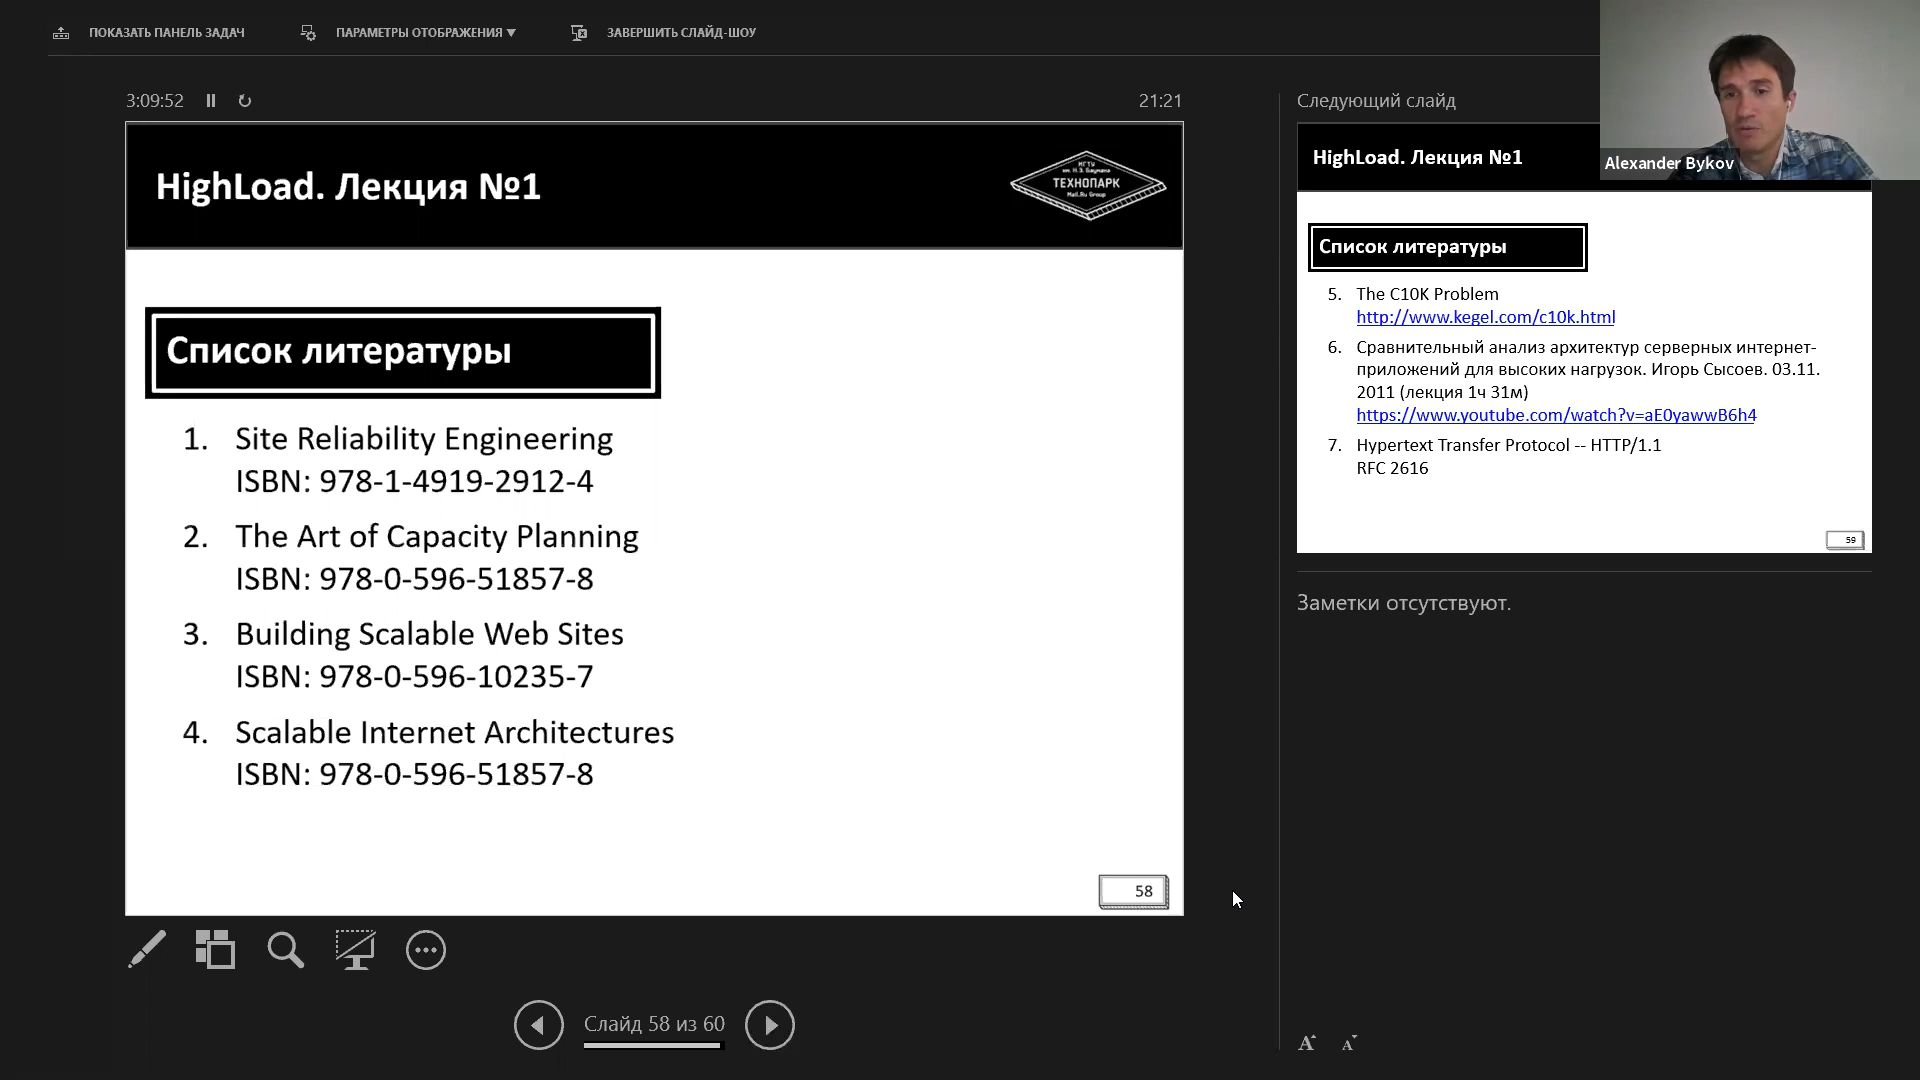 ПОКАЗАТЬ ПАНЕЛЬ ЗАДАЧ
ПАРАМЕТРЫ ОТОБРАЖЕНИЯ ▼
ЗАВЕРШИТЬ СЛАЙД-ШОУ
3:09:52
21:21
HighLoad. Лекция №1
МГТУ
им. Н.Э. Баумана
ТЕХНОПАРК
Mail.Ru Group
Список литературы
1. Site Reliability Engineering
ISBN: 978-1-4919-2912-4
2. The Art of Capacity Planning
ISBN: 978-0-596-51857-8
3. Building Scalable Web Sites
ISBN: 978-0-596-10235-7
4. Scalable Internet Architectures
ISBN: 978-0-596-51857-8
58
Слайд 58 из 60
Следующий слайд
Alexander Bykov
HighLoad. Лекция №1
Список литературы
5. The C10K Problem
http://www.kegel.com/c10k.html
6. Сравнительный анализ архитектур серверных интернет-
приложений для высоких нагрузок. Игорь Сысоев. 03.11.
2011 (лекция 1ч 31м)
https://www.youtube.com/watch?v=aE0yawwB6h4
7. Hypertext Transfer Protocol -- HTTP/1.1
RFC 2616
59
Заметки отсутствуют.
A A